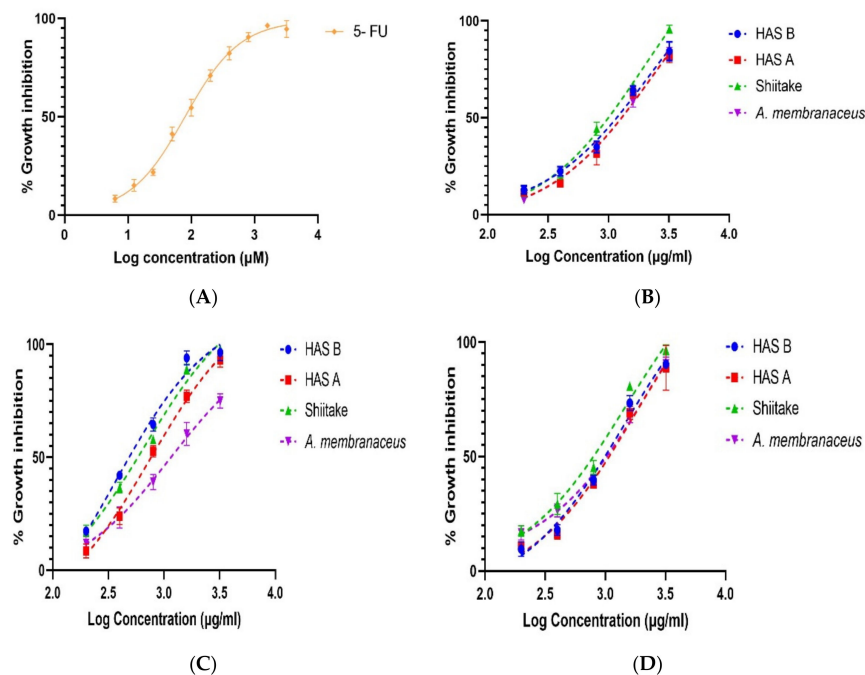 100
50
0
% Growth inhibition
0
1
2
3
4
Log concentration (µM)
5- FU
(A)
100
50
0
% Growth inhibition
2.0
2.5
3.0
3.5
4.0
Log Concentration (µg/ml)
HAS B
HAS A
Shiitake
A. membranaceus
(B)
100
50
0
% Growth inhibition
2.0
2.5
3.0
3.5
4.0
Log Concentration (µg/ml)
HAS B
HAS A
Shiitake
A. membranaceus
(C)
100
50
0
% Growth inhibition
2.0
2.5
3.0
3.5
4.0
Log Concentration (µg/ml)
HAS B
HAS A
Shiitake
A. membranaceus
(D)